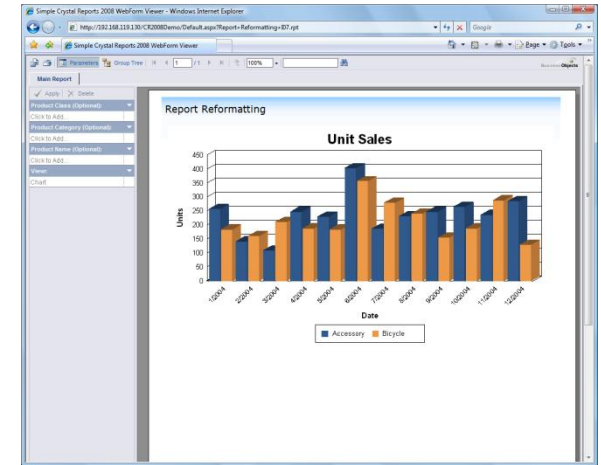 Simple Crystal Reports 2008 WebForm Viewer - Windows Internet Explorer
http://192.168.119.130/CR2008Demo/Default.aspx?Report=Reformatting+I07.rpt
Google
Simple Crystal Reports 2008 WebForm Viewer
Page Tools
Parameters Group Tree 1 / 1 100%
Business Objects
Main Report
Apply Delete
Product Class (Optional):
Click to Add...
Product Category (Optional):
Click to Add...
Product Name (Optional):
Click to Add...
View:
Report Reformatting
Unit Sales
450
400
350
300
250
200
150
100
50
0
Units
1/2004 2/2004 3/2004 4/2004 5/2004 6/2004 7/2004 8/2004 9/2004 10/2004 11/2004 12/2004
Date
Accessory Bicycle